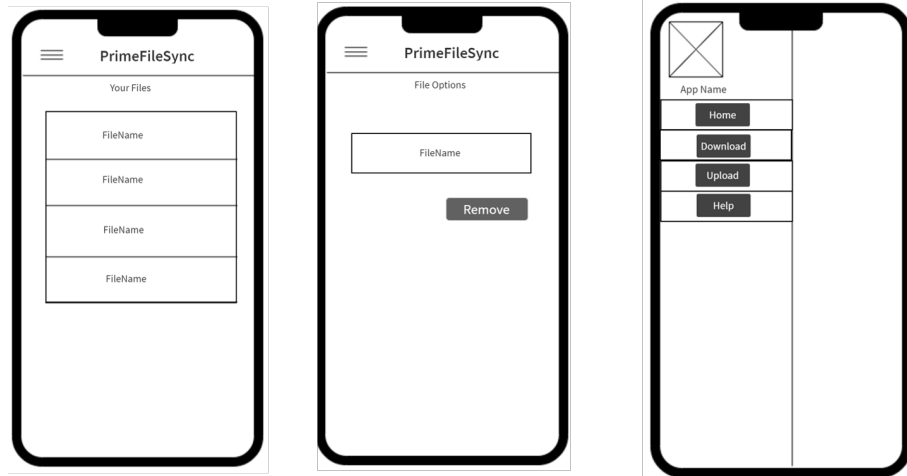 PrimeFileSync
Your Files
FileName
FileName
FileName
FileName
PrimeFileSync
File Options
FileName
Remove
App Name
Home
Download
Upload
Help